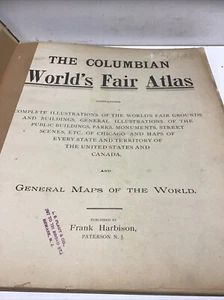 THE COLUMBIAN
World's Fair Atlas
COMPLETE ILLUSTRATIONS OF THE WORLD'S FAIR GROUNDS
AND BUILDINGS, GENERAL ILLUSTRATIONS OF THE
PUBLIC BUILDINGS, PARKS, MONUMENTS, STREET
SCENES, ETC., OF CHICAGO AND MAPS OF
EVERY STATE AND TERRITORY OF
THE UNITED STATES AND
CANADA.
AND
GENERAL MAPS OF THE WORLD.
PUBLISHED BY
Frank Harbison,
PATERSON N. J.